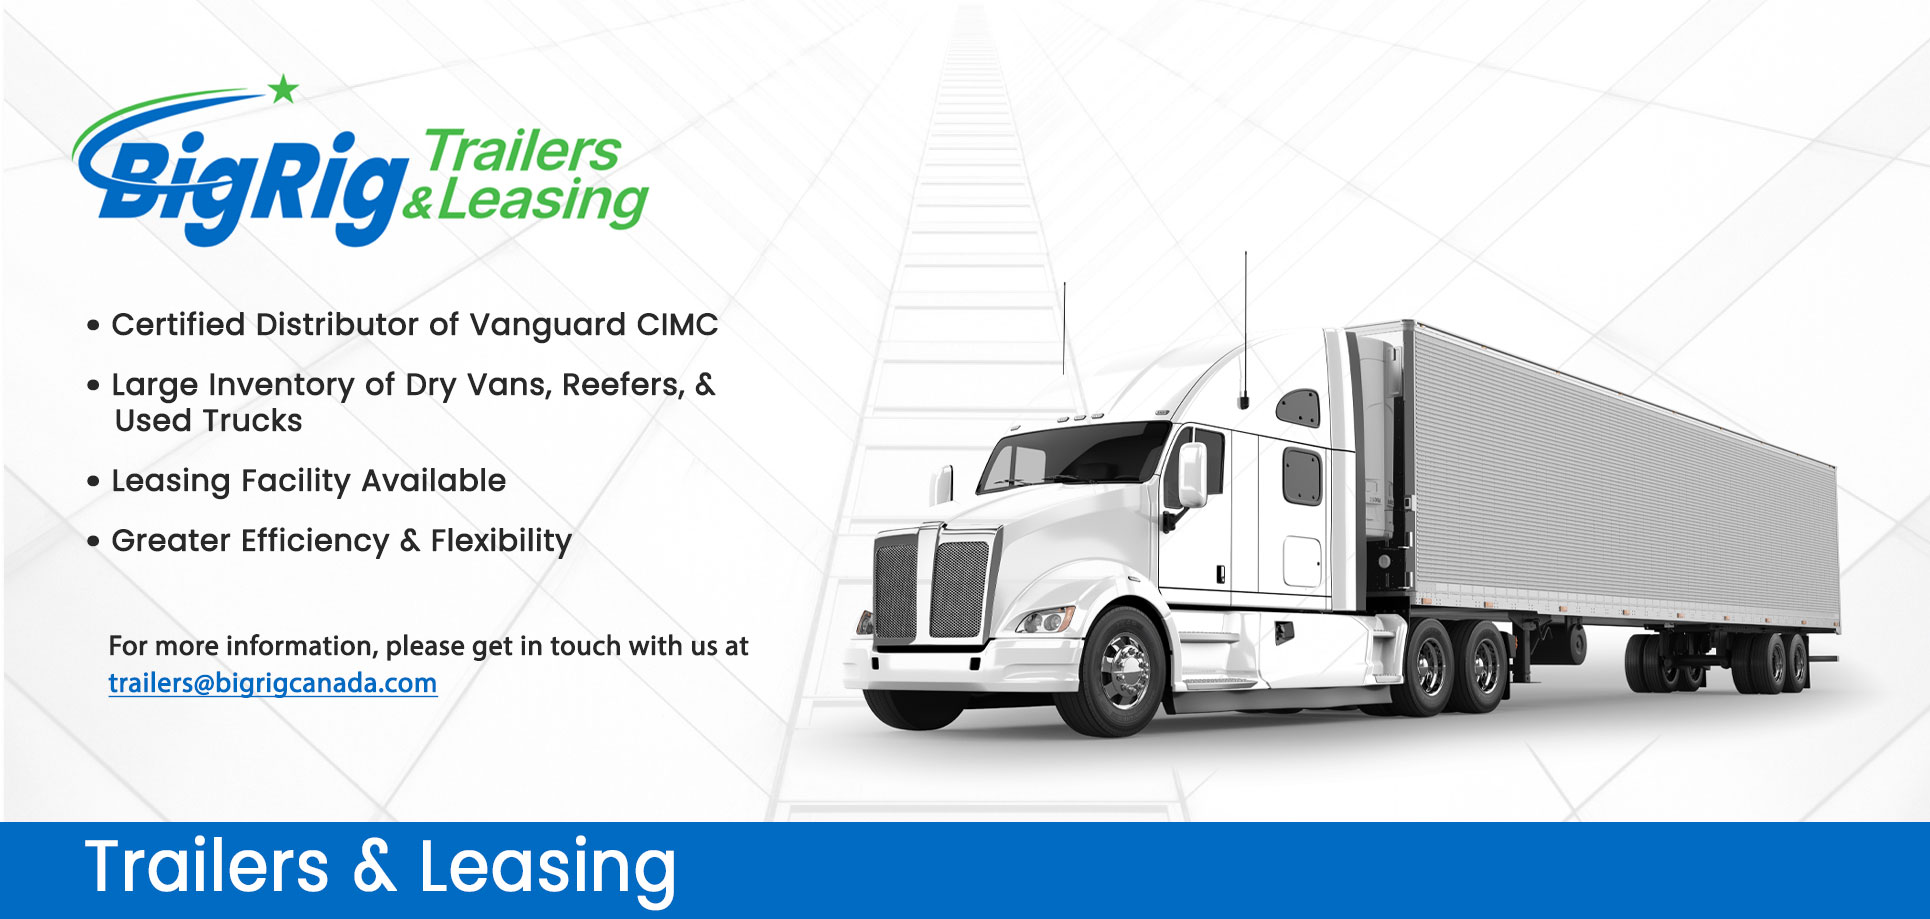 BigRig Trailers
& Leasing
• Certified Distributor of Vanguard CIMC
• Large Inventory of Dry Vans, Reefers, &
Used Trucks
• Leasing Facility Available
• Greater Efficiency & Flexibility
For more information, please get in touch with us at
trailers@bigrigcanada.com
Trailers & Leasing